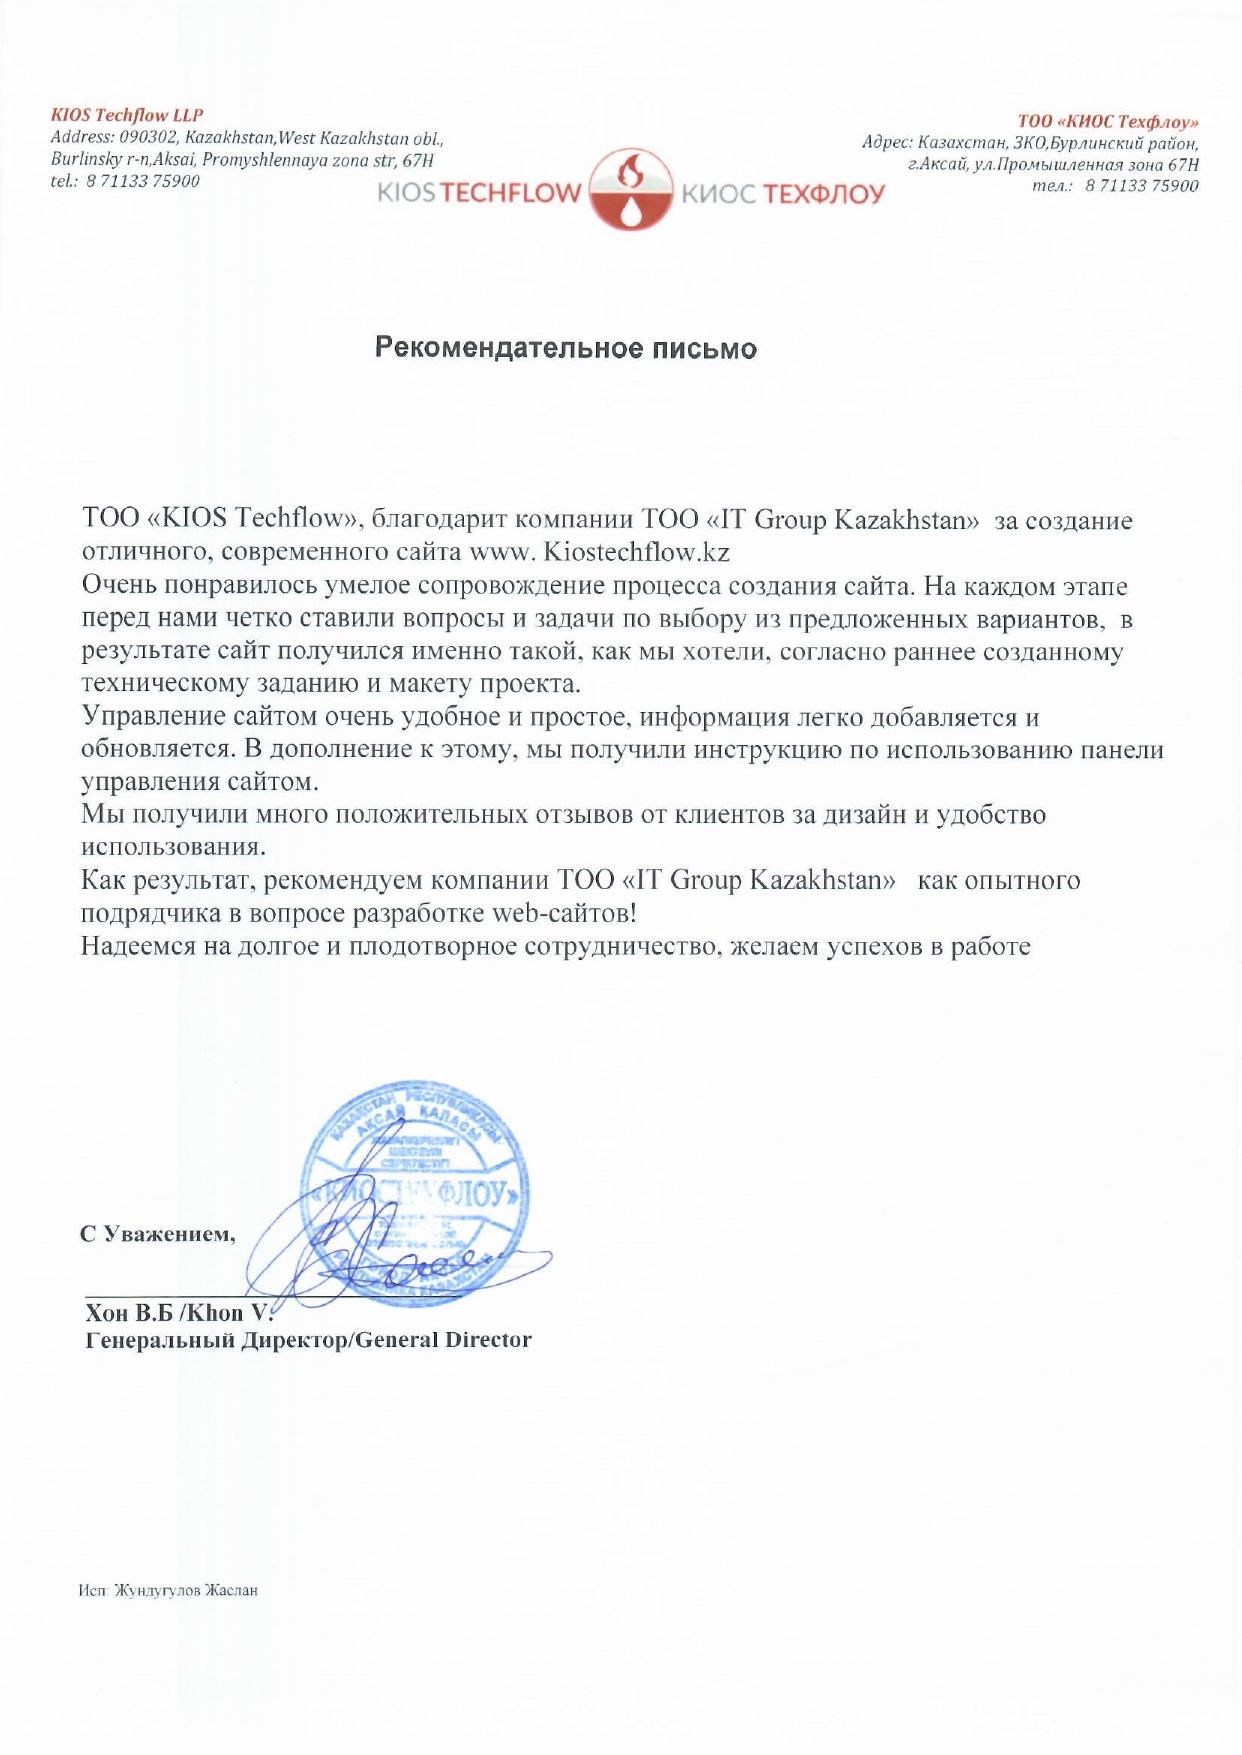 KIOS Techflow LLP
Address: 090302, Kazakhstan,West Kazakhstan obl.,
Burlinsky r-n,Aksai, Promyshlennaya zona str, 67H
tel.: 8 71133 75900
ТОО «КИОС Техфлоу»
Адрес: Казахстан, ЗКО,Бурлинский район,
г.Аксай, ул.Промышленная зона 67Н
тел.: 8 71133 75900
KIOS TECHFLOW КИОС ТЕХФЛОУ
Рекомендательное письмо
ТОО «KIOS Techflow», благодарит компании ТОО «IT Group Kazakhstan» за создание
отличного, современного сайта www. Kiostechflow.kz
Очень понравилось умелое сопровождение процесса создания сайта. На каждом этапе
перед нами четко ставили вопросы и задачи по выбору из предложенных вариантов, в
результате сайт получился именно такой, как мы хотели, согласно раннее созданному
техническому заданию и макету проекта.
Управление сайтом очень удобное и простое, информация легко добавляется и
обновляется. В дополнение к этому, мы получили инструкцию по использованию панели
управления сайтом.
Мы получили много положительных отзывов от клиентов за дизайн и удобство
использования.
Как результат, рекомендуем компании ТОО «IT Group Kazakhstan» как опытного
подрядчика в вопросе разработке web-сайтов!
Надеемся на долгое и плодотворное сотрудничество, желаем успехов в работе
ҚАЗАҚСТАН РЕСПУБЛИКАСЫ
АҚСАЙ ҚАЛАСЫ
С Уважением,
Хон В.Б /Khon V.
Генеральный Директор/General Director
Исп: Жундугулов Жаслан